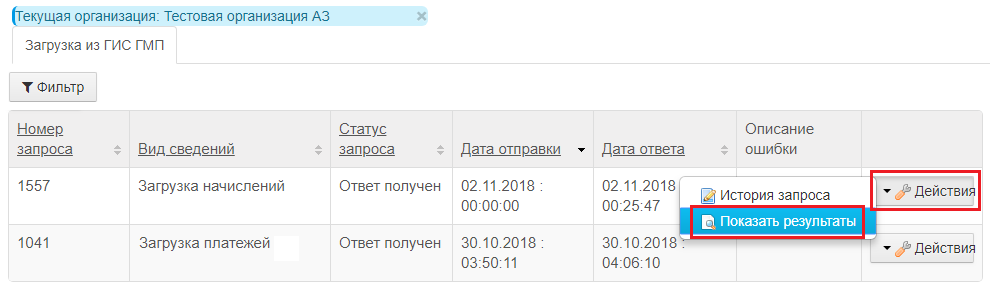 Текущая организация: Тестовая организация АЗ ×
Загрузка из ГИС ГМП
Фильтр
Номер запроса Вид сведений Статус запроса Дата отправки Дата ответа Описание ошибки
1557 Загрузка начислений Ответ получен 02.11.2018 : 00:00:00 02.11.2018 00:25:47 Действия
История запроса
Показать результаты
1041 Загрузка платежей Ответ получен 30.10.2018 : 03:50:11 30.10.2018 : 04:06:10 Действия